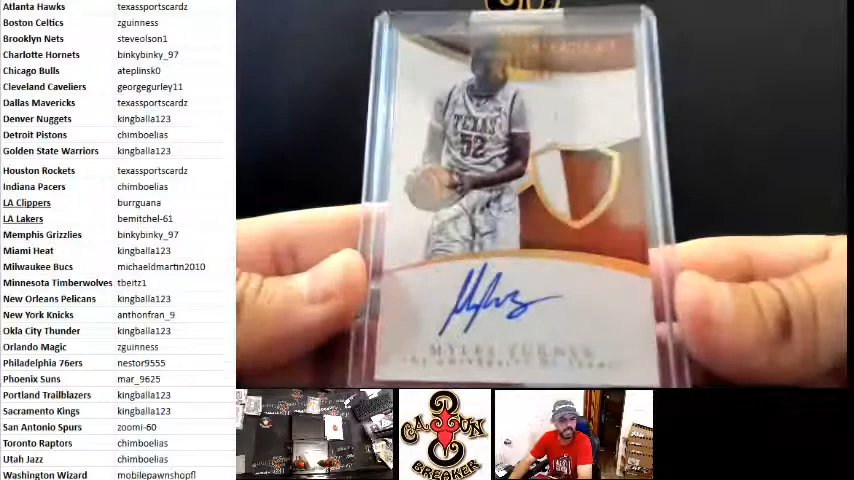 Atlanta Hawks texassportscardz
Boston Celtics zguinness
Brooklyn Nets steveolson1
Charlotte Hornets binkybinky_97
Chicago Bulls ateplinsk0
Cleveland Caveliers georgegurley11
Dallas Mavericks texassportscardz
Denver Nuggets kingballa123
Detroit Pistons chimboelias
Golden State Warriors kingballa123
Houston Rockets texassportscardz
Indiana Pacers chimboelias
LA Clippers burrguana
LA Lakers bemitchel-61
Memphis Grizzlies binkybinky_97
Miami Heat kingballa123
Milwaukee Bucs michaeldmartin2010
Minnesota Timberwolves tbeitz1
New Orleans Pelicans kingballa123
New York Knicks anthonfran_9
Okla City Thunder kingballa123
Orlando Magic zguinness
Philadelphia 76ers nestor9555
Phoenix Suns mar_9625
Portland Trailblazers kingballa123
Sacramento Kings kingballa123
San Antonio Spurs zoomi-60
Toronto Raptors chimboelias
Utah Jazz chimboelias
Washington Wizard mobilepawnshopfl
TEXAS
52
MYLES TURNER
THE UNIVERSITY OF TEXAS
CAJUN
BREAKER